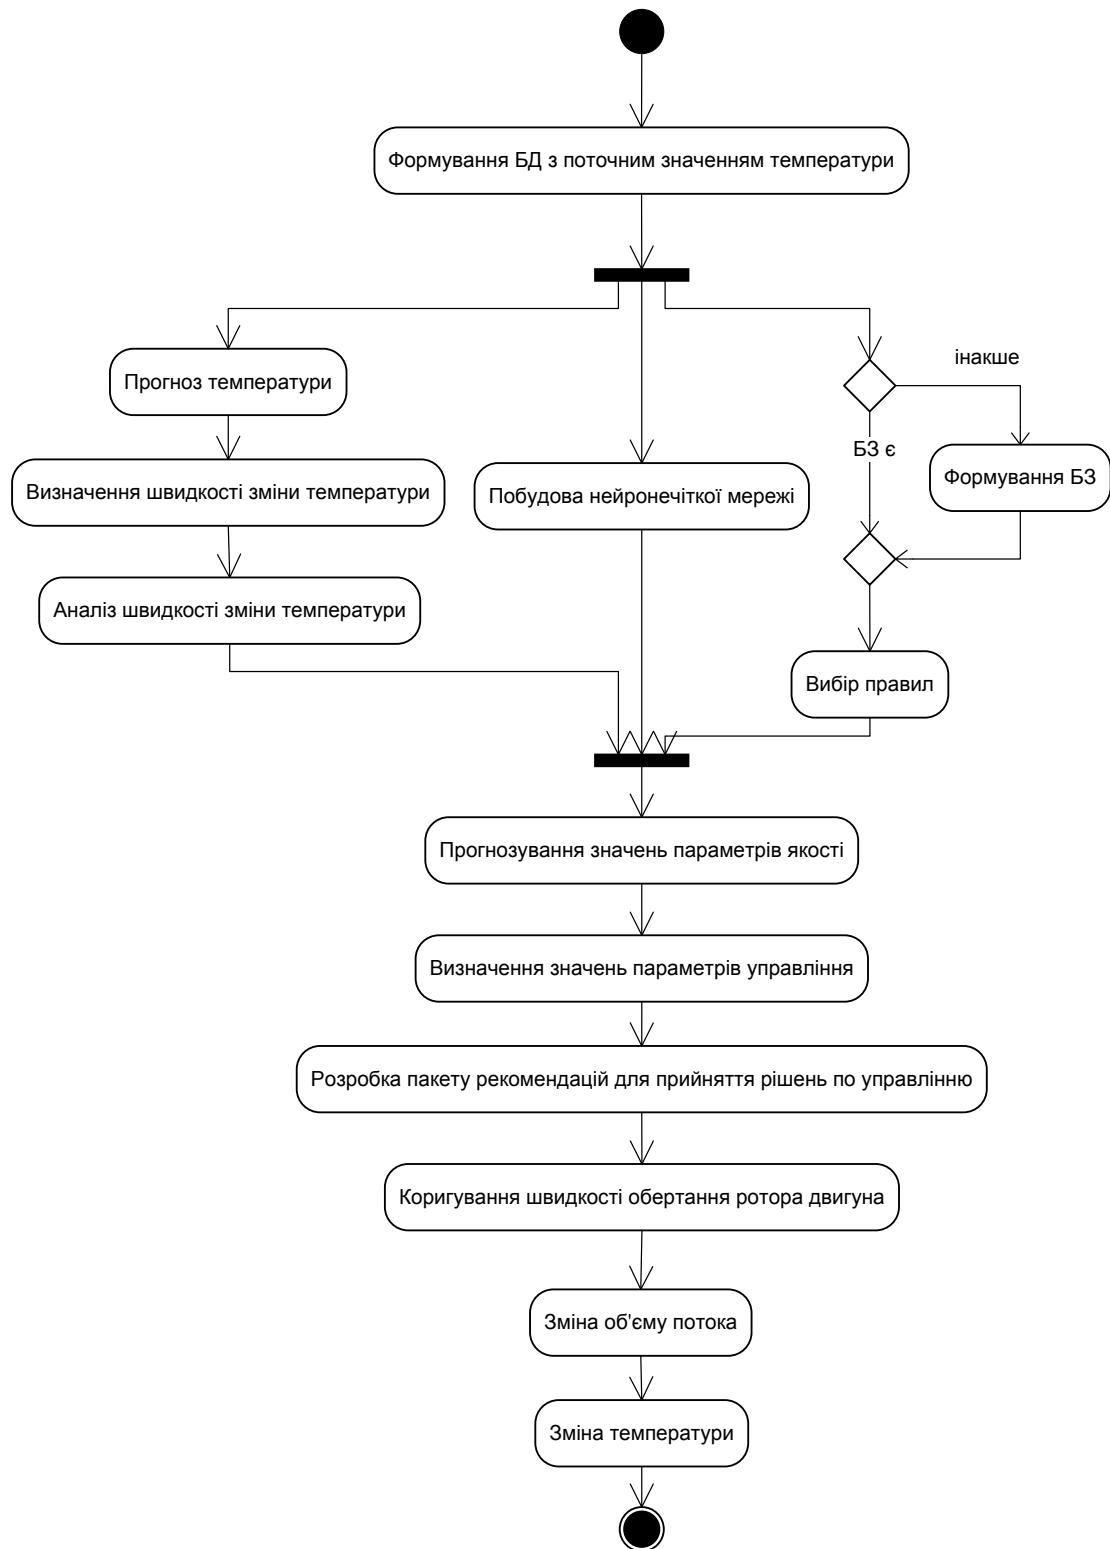 Формування БД з поточним значенням температури
інакше
Прогноз температури
БЗ є
Формування БЗ
Визначення швидкості зміни температури
Побудова нейронечіткої мережі
Аналіз швидкості зміни температури
Вибір правил
Прогнозування значень параметрів якості
Визначення значень параметрів управління
Розробка пакету рекомендацій для прийняття рішень по управлінню
Коригування швидкості обертання ротора двигуна
Зміна об'єму потока
Зміна температури